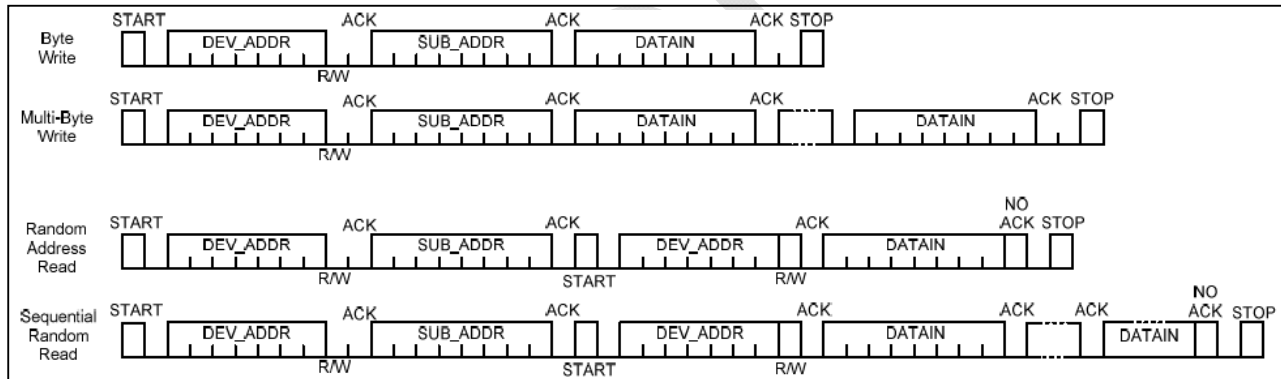 START ACK ACK ACK STOP
Byte
Write
DEV_ADDR SUB_ADDR DATAIN
R/W
START ACK ACK ACK ACK STOP
Multi-Byte
Write
DEV_ADDR SUB_ADDR DATAIN DATAIN
R/W
NO
START ACK ACK ACK ACK STOP
Random
Address
Read
DEV_ADDR SUB_ADDR DEV_ADDR DATAIN
R/W START R/W
NO
START ACK ACK ACK ACK ACK ACK STOP
Sequential
Random
Read
DEV_ADDR SUB_ADDR DEV_ADDR DATAIN DATAIN
R/W START R/W